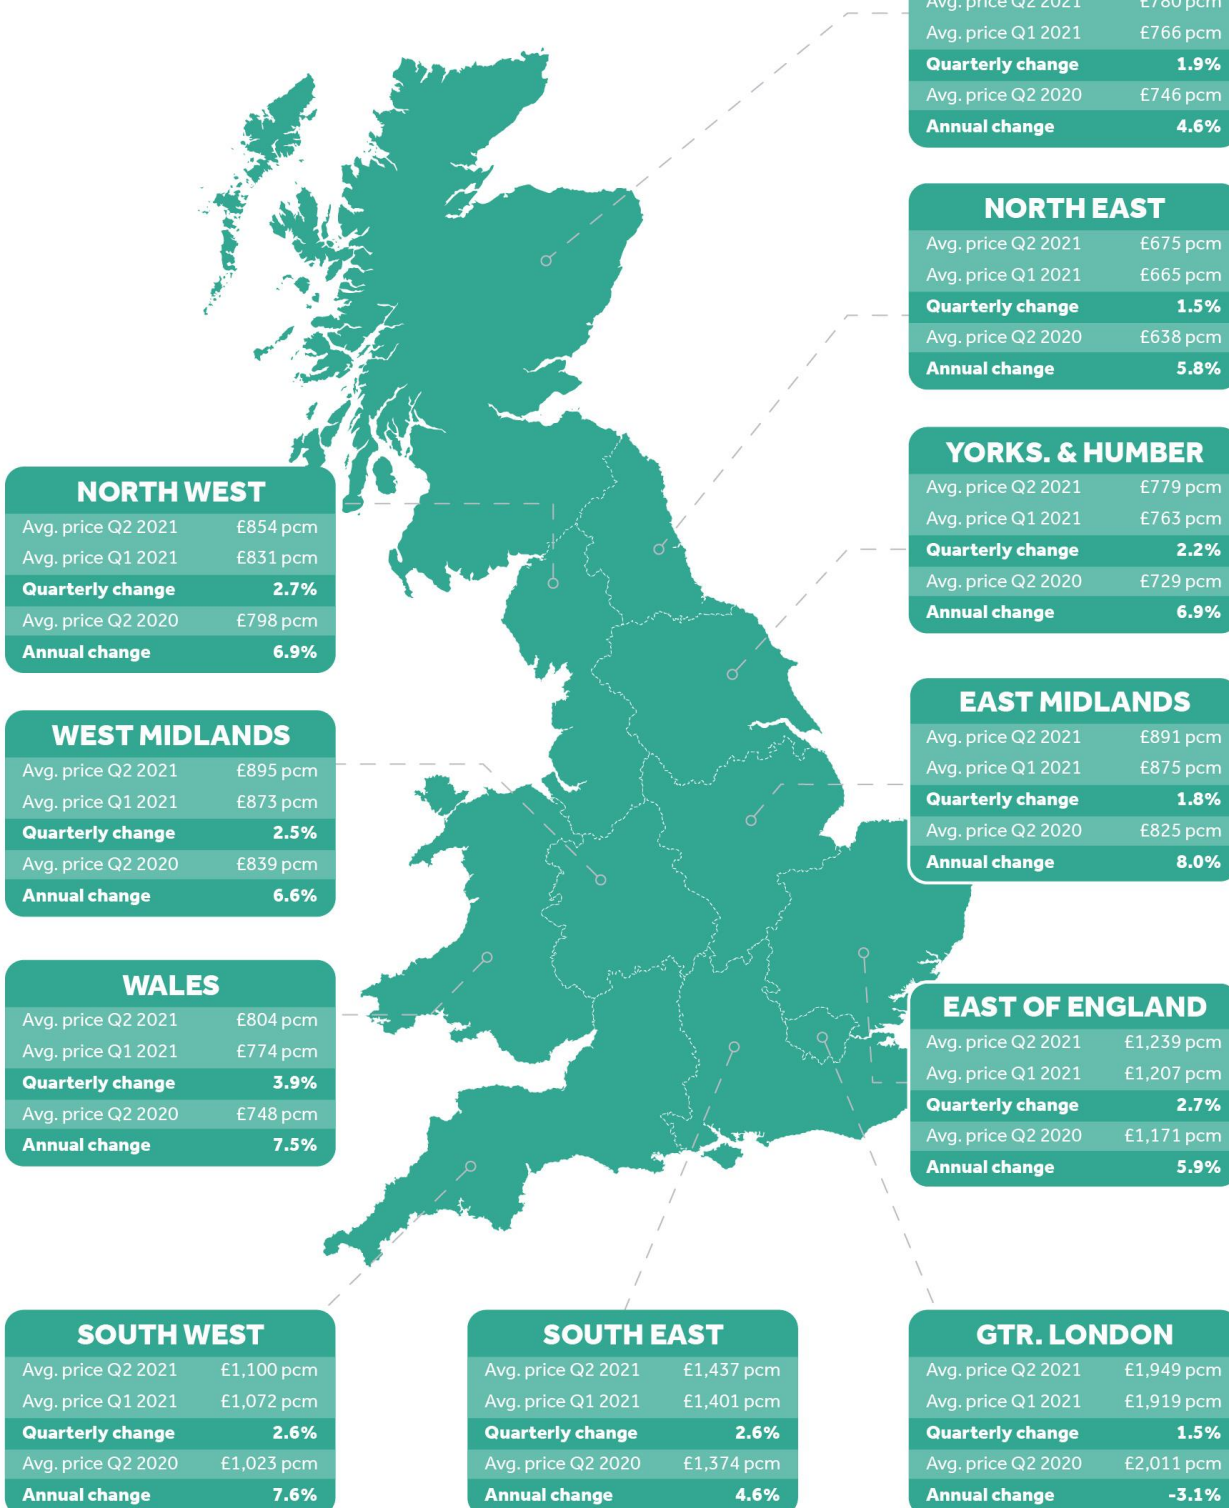 Avg. price Q2 2021 £780 pcm
Avg. price Q1 2021 £766 pcm
Quarterly change 1.9%
Avg. price Q2 2020 £746 pcm
Annual change 4.6%
NORTH EAST
Avg. price Q2 2021 £675 pcm
Avg. price Q1 2021 £665 pcm
Quarterly change 1.5%
Avg. price Q2 2020 £638 pcm
Annual change 5.8%
YORKS. & HUMBER
Avg. price Q2 2021 £779 pcm
Avg. price Q1 2021 £763 pcm
Quarterly change 2.2%
Avg. price Q2 2020 £729 pcm
Annual change 6.9%
NORTH WEST
Avg. price Q2 2021 £854 pcm
Avg. price Q1 2021 £831 pcm
Quarterly change 2.7%
Avg. price Q2 2020 £798 pcm
Annual change 6.9%
EAST MIDLANDS
Avg. price Q2 2021 £891 pcm
Avg. price Q1 2021 £875 pcm
Quarterly change 1.8%
Avg. price Q2 2020 £825 pcm
Annual change 8.0%
WEST MIDLANDS
Avg. price Q2 2021 £895 pcm
Avg. price Q1 2021 £873 pcm
Quarterly change 2.5%
Avg. price Q2 2020 £839 pcm
Annual change 6.6%
WALES
Avg. price Q2 2021 £804 pcm
Avg. price Q1 2021 £774 pcm
Quarterly change 3.9%
Avg. price Q2 2020 £748 pcm
Annual change 7.5%
EAST OF ENGLAND
Avg. price Q2 2021 £1,239 pcm
Avg. price Q1 2021 £1,207 pcm
Quarterly change 2.7%
Avg. price Q2 2020 £1,171 pcm
Annual change 5.9%
SOUTH WEST
Avg. price Q2 2021 £1,100 pcm
Avg. price Q1 2021 £1,072 pcm
Quarterly change 2.6%
Avg. price Q2 2020 £1,023 pcm
Annual change 7.6%
SOUTH EAST
Avg. price Q2 2021 £1,437 pcm
Avg. price Q1 2021 £1,401 pcm
Quarterly change 2.6%
Avg. price Q2 2020 £1,374 pcm
Annual change 4.6%
GTR. LONDON
Avg. price Q2 2021 £1,949 pcm
Avg. price Q1 2021 £1,919 pcm
Quarterly change 1.5%
Avg. price Q2 2020 £2,011 pcm
Annual change -3.1%